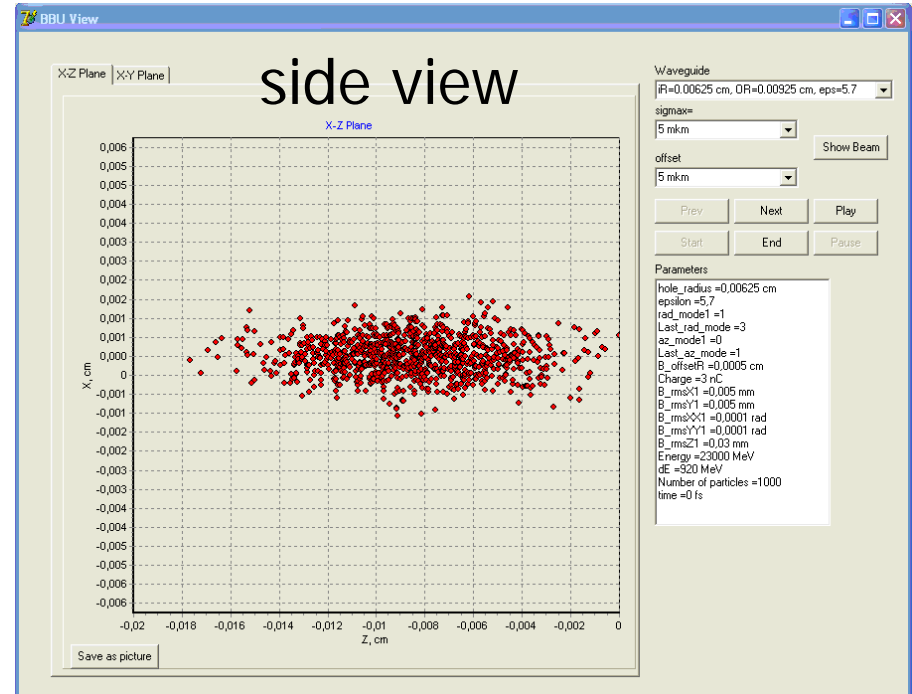 BBU View
side view
X-Z Plane
X-Y Plane
X-Z Plane
0,006
0,005
0,005
0,004
0,004
0,003
0,003
0,002
0,002
0,001
0,001
0,000
0
-0,001
-0,001
-0,002
-0,002
-0,003
-0,003
-0,004
-0,004
-0,005
-0,005
-0,006
-0,006
X, cm
-0,02
-0,018
-0,016
-0,014
-0,012
-0,01
-0,008
-0,006
-0,004
-0,002
0
Z, cm
Save as picture
Waveguide
iR=0.00625 cm, OR=0.00925 cm, eps=5.7
sigmax=
5 mkm
Show Beam
offset
5 mkm
Prev
Next
Play
Start
End
Pause
Parameters
hole_radius =0,00625 cm
epsilon =5,7
rad_mode1 =1
Last_rad_mode =3
az_mode1 =0
Last_az_mode =1
B_offsetR =0,0005 cm
Charge =3 nC
B_rmsX1 =0,005 mm
B_rmsY1 =0,005 mm
B_rmsXX1 =0,0001 rad
B_rmsYY1 =0,0001 rad
B_rmsZ1 =0,03 mm
Energy =23000 MeV
dE =920 MeV
Number of particles =1000
time =0 fs